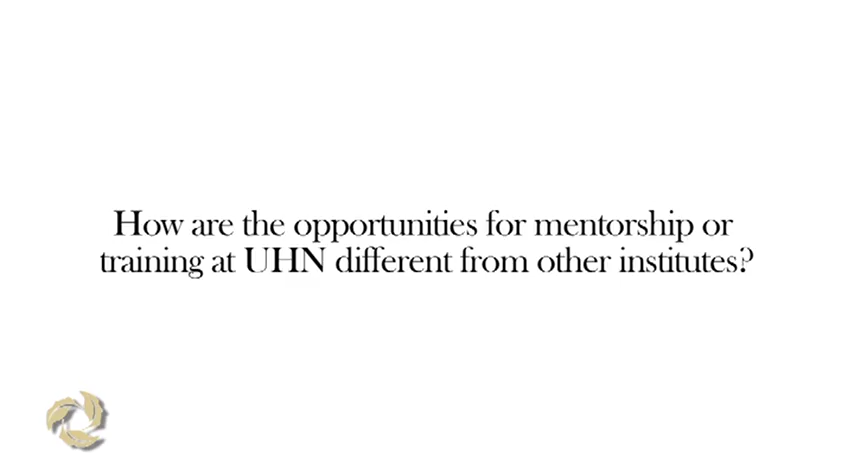 How are the opportunities for mentorship or
training at UHN different from other institutes?